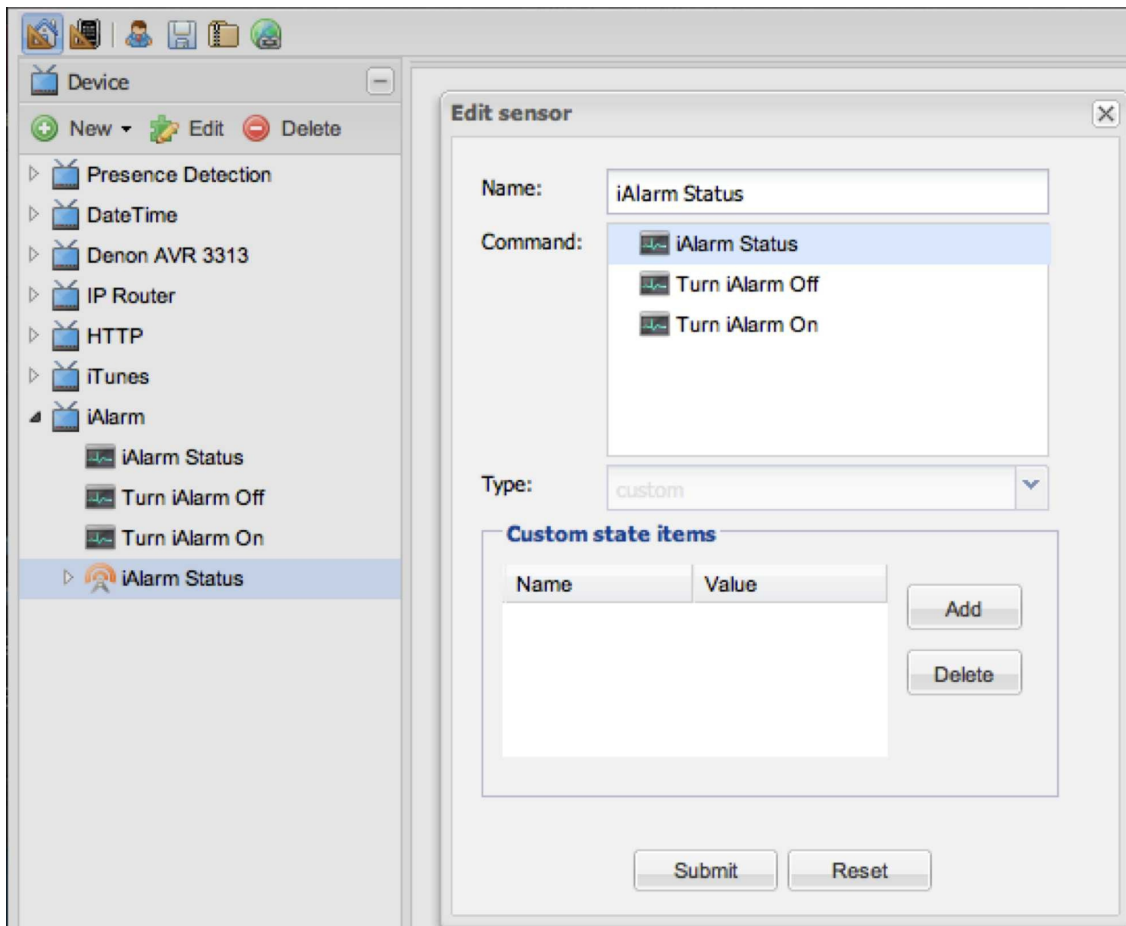 Device
New Edit Delete
Presence Detection
DateTime
Denon AVR 3313
IP Router
HTTP
iTunes
iAlarm
iAlarm Status
Turn iAlarm Off
Turn iAlarm On
iAlarm Status
Edit sensor
Name: iAlarm Status
Command: iAlarm Status
Turn iAlarm Off
Turn iAlarm On
Type: custom
Custom state items
Name Value
Add
Delete
Submit Reset